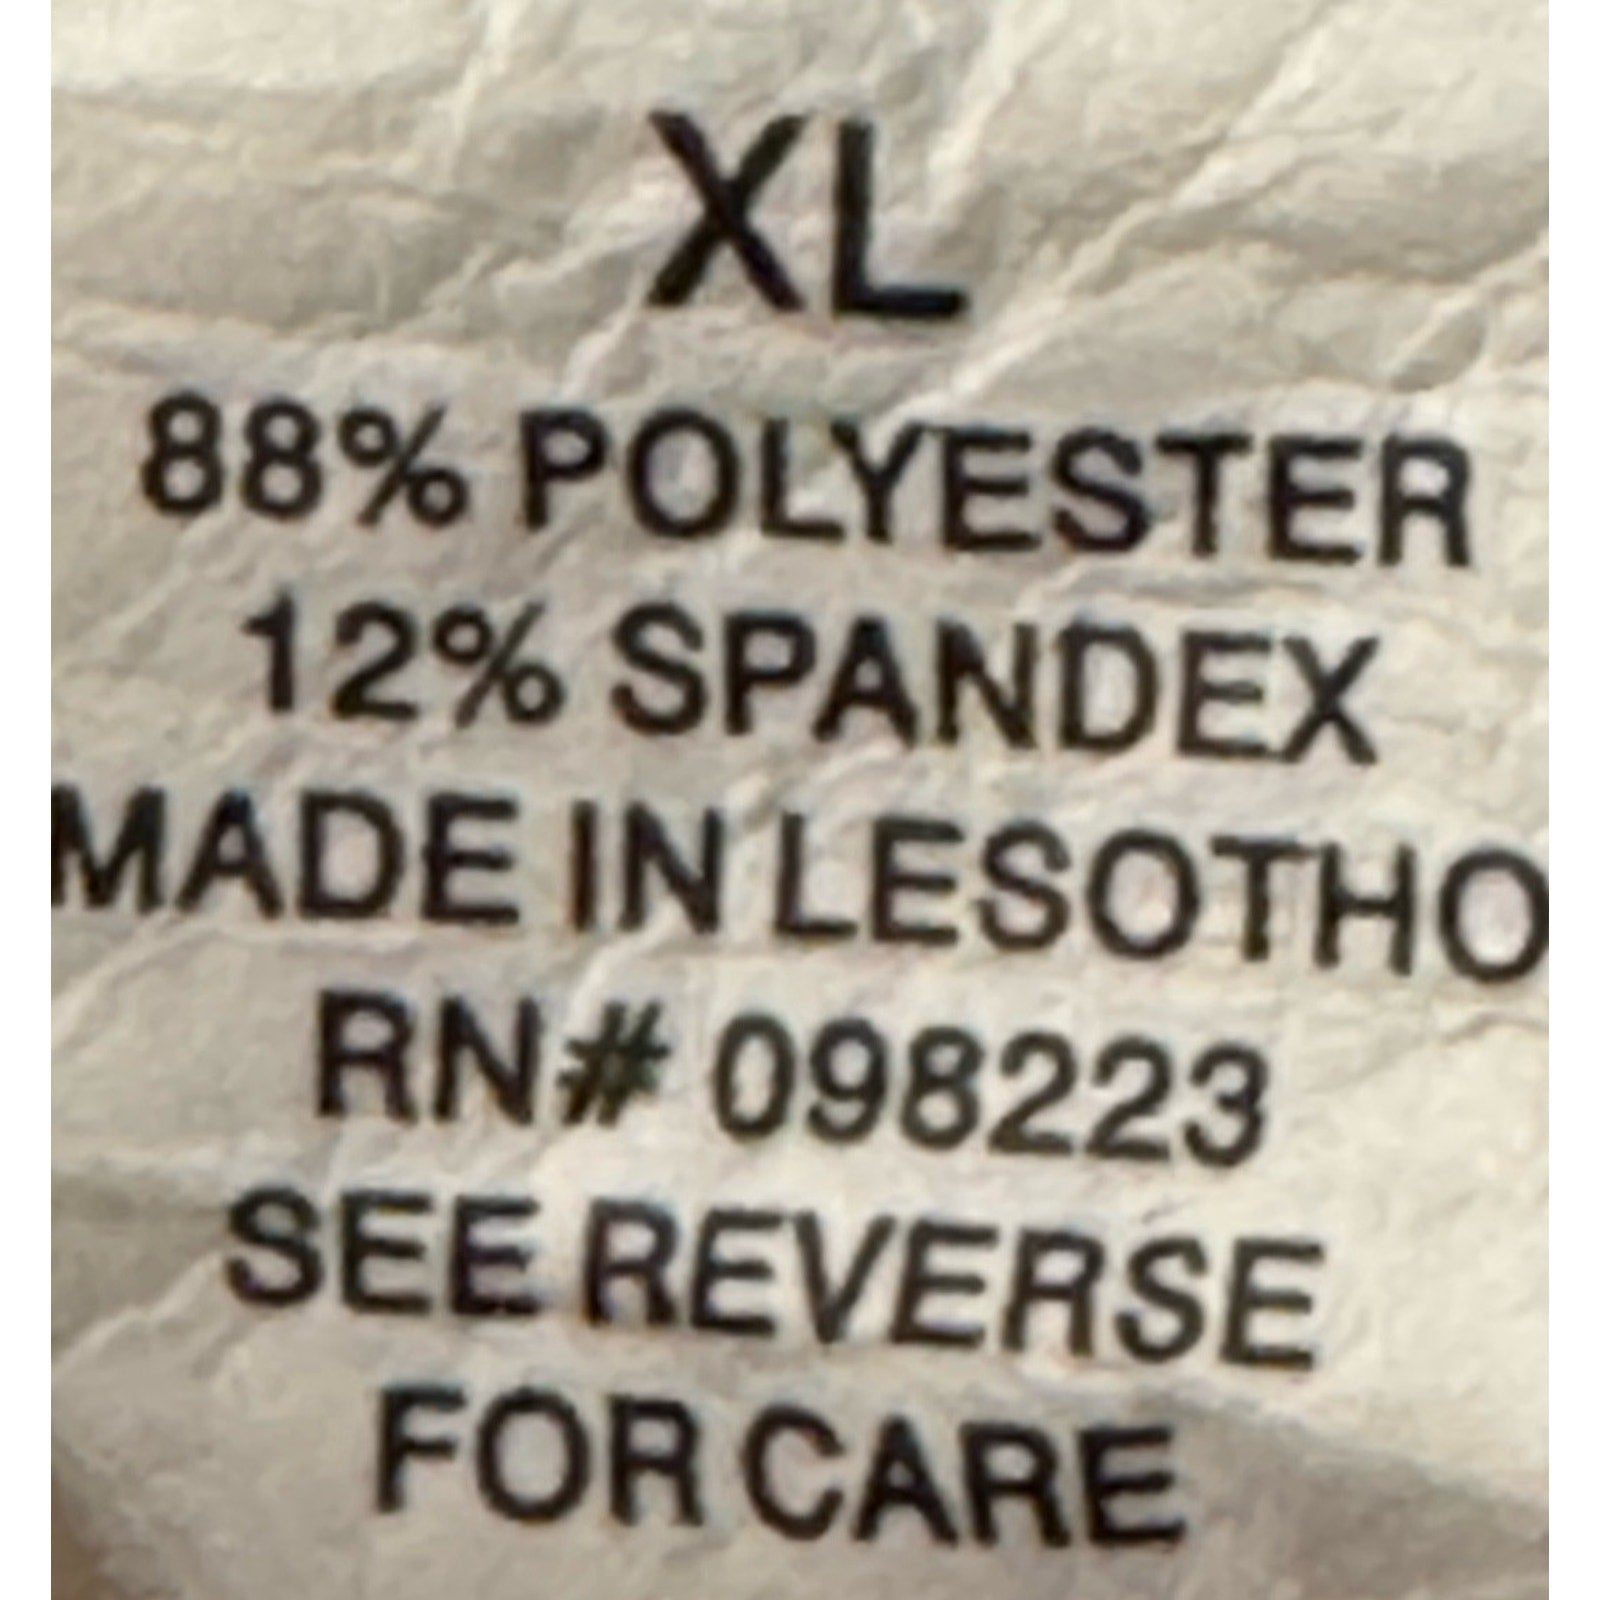 XL
88% POLYESTER
12% SPANDEX
MADE IN LESOTHO
RN# 098223
SEE REVERSE
FOR CARE